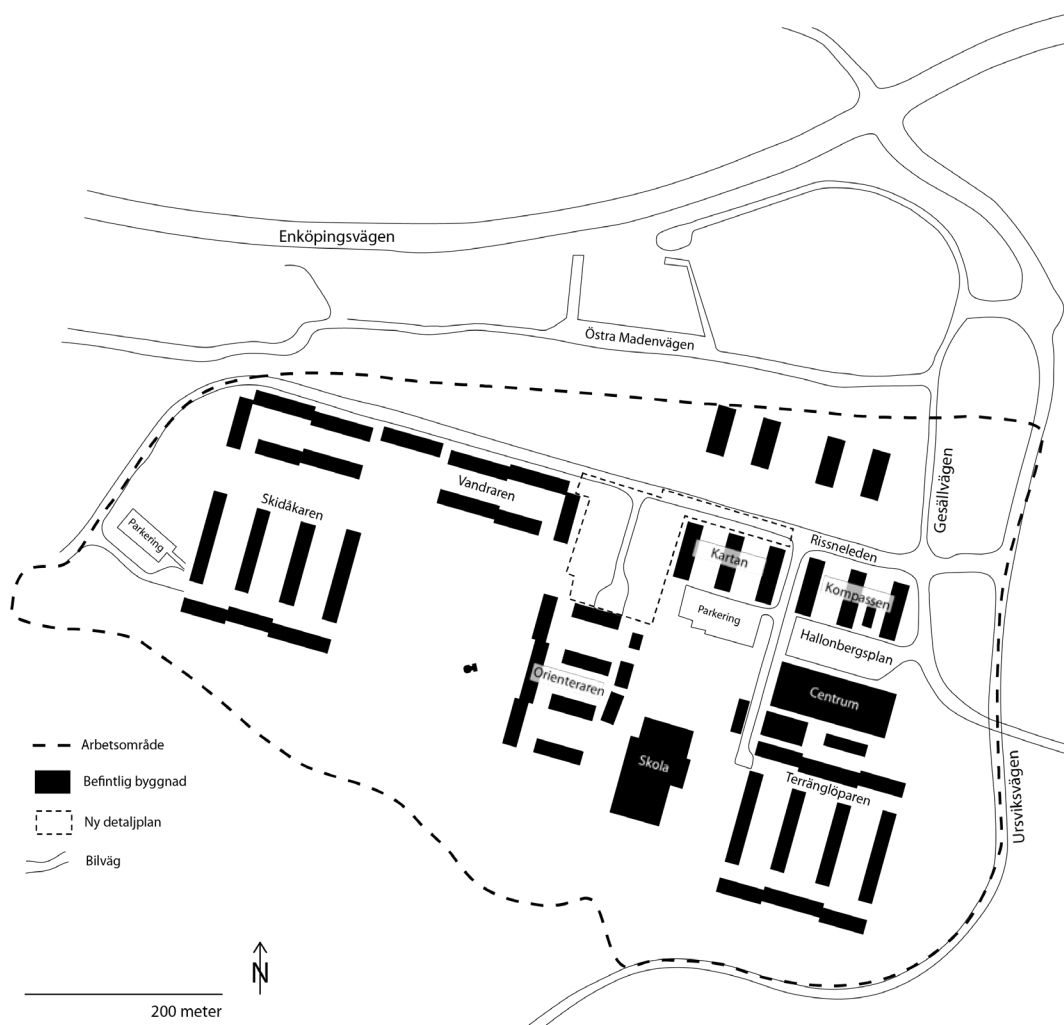 Enköpingsvägen
Östra Madenvägen
Gesällvägen
Vandraren
Skidåkaren
Parkering
Rissneleden
Kartan
Kompassen
Parkering
Hallonbergsplan
Orienteraren
Centrum
Skola
Terränglöparen
Ursviksvägen
Arbetsområde
Befintlig byggnad
Ny detaljplan
Bilväg
N
200 meter